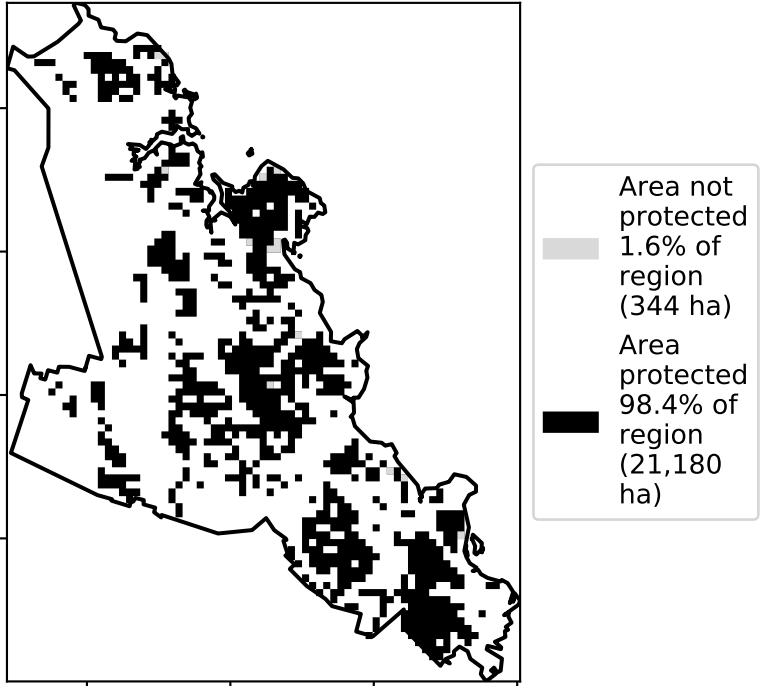 Area not
protected
1.6% of
region
(344 ha)
Area
protected
98.4% of
region
(21,180
ha)